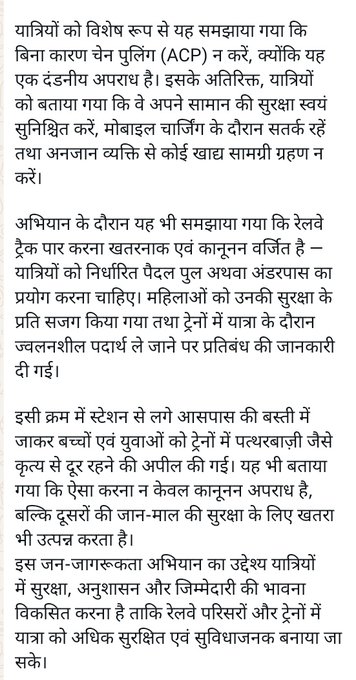 यात्रियों को विशेष रूप से यह समझाया गया कि
बिना कारण चेन पुलिंग (ACP) न करें, क्योंकि यह
एक दंडनीय अपराध है। इसके अतिरिक्त, यात्रियों
को बताया गया कि वे अपने सामान की सुरक्षा स्वयं
सुनिश्चित करें, मोबाइल चार्जिंग के दौरान सतर्क रहें
तथा अनजान व्यक्ति से कोई खाद्य सामग्री ग्रहण न
करें।
अभियान के दौरान यह भी समझाया गया कि रेलवे
ट्रैक पार करना खतरनाक एवं कानूनन वर्जित है —
यात्रियों को निर्धारित पैदल पुल अथवा अंडरपास का
प्रयोग करना चाहिए। महिलाओं को उनकी सुरक्षा के
प्रति सजग किया गया तथा ट्रेनों में यात्रा के दौरान
ज्वलनशील पदार्थ ले जाने पर प्रतिबंध की जानकारी
दी गई।
इसी क्रम में स्टेशन से लगे आसपास की बस्ती में
जाकर बच्चों एवं युवाओं को ट्रेनों में पत्थरबाज़ी जैसे
कृत्य से दूर रहने की अपील की गई। यह भी बताया
गया कि ऐसा करना न केवल कानूनन अपराध है,
बल्कि दूसरों की जान-माल की सुरक्षा के लिए खतरा
भी उत्पन्न करता है।
इस जन-जागरूकता अभियान का उद्देश्य यात्रियों
में सुरक्षा, अनुशासन और जिम्मेदारी की भावना
विकसित करना है ताकि रेलवे परिसरों और ट्रेनों में
यात्रा को अधिक सुरक्षित एवं सुविधाजनक बनाया जा
सके।